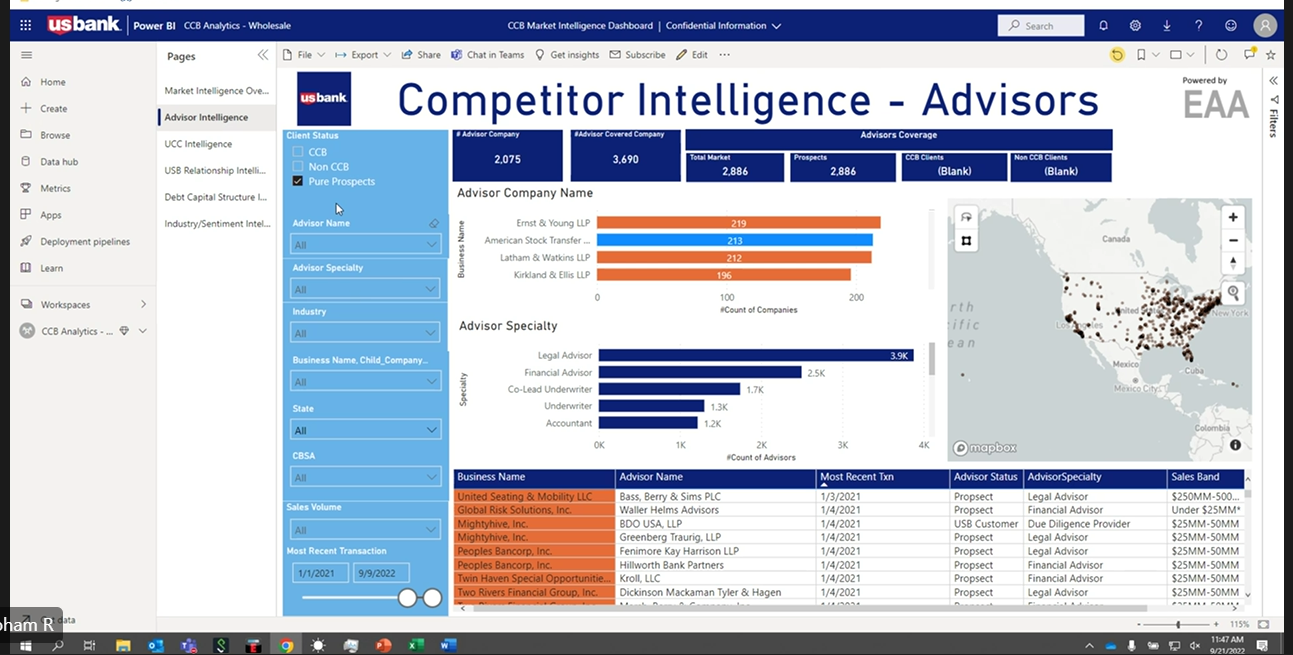 usbank Power BI CCB Analytics - Wholesale
CCB Market Intelligence Dashboard | Confidential Information
Search
Home
Create
Browse
Data hub
Metrics
Apps
Deployment pipelines
Learn
Workspaces
CCB Analytics - ...
data
ham R
Pages
Market Intelligence Ove...
Advisor Intelligence
UCC Intelligence
USB Relationship Intelli...
Debt Capital Structure I...
Industry/Sentiment Intel...
File Export Share Chat in Teams Get insights Subscribe Edit ...
usbank
Competitor Intelligence - Advisors
Powered by
EAA
Filters
Client Status
CCB
Non CCB
Pure Prospects
Advisor Name
All
Advisor Specialty
All
Industry
All
Business Name, Child_Company...
All
State
All
CBSA
All
Sales Volume
All
Most Recent Transaction
1/1/2021 9/9/2022
# Advisor Company
2,075
#Advisor Covered Company
3,690
Advisors Coverage
Total Market
2,886
Prospects
2,886
CCB Clients
(Blank)
Non CCB Clients
(Blank)
Advisor Company Name
Business Name
Ernst & Young LLP 219
American Stock Transfer ... 213
Latham & Watkins LLP 212
Kirkland & Ellis LLP 196
0 100 200
#Count of Companies
Advisor Specialty
Specialty
Legal Advisor 3.9K
Financial Advisor 2.5K
Co-Lead Underwriter 1.7K
Underwriter 1.3K
Accountant 1.2K
0K 1K 2K 3K 4K
#Count of Advisors
Canada
rth
ific
ean
United States
Los Angeles
New York
Mexico
Mexico City
Cuba
Colombia
mapbox
Business Name Advisor Name Most Recent Txn Advisor Status AdvisorSpecialty Sales Band
United Seating & Mobility LLC Bass, Berry & Sims PLC 1/3/2021 Propsect Legal Advisor $250MM-500...
Global Risk Solutions, Inc. Waller Helms Advisors 1/4/2021 Propsect Financial Advisor Under $25MM*
Mightyhive, Inc. BDO USA, LLP 1/4/2021 USB Customer Due Diligence Provider $25MM-50MM
Mightyhive, Inc. Greenberg Traurig, LLP 1/4/2021 Propsect Legal Advisor $25MM-50MM
Peoples Bancorp, Inc. Fenimore Kay Harrison LLP 1/4/2021 Propsect Legal Advisor $25MM-50MM
Peoples Bancorp, Inc. Hillworth Bank Partners 1/4/2021 Propsect Financial Advisor $25MM-50MM
Twin Haven Special Opportunitie... Kroll, LLC 1/4/2021 Propsect Financial Advisor $25MM-50MM
Two Rivers Financial Group, Inc. Dickinson Mackaman Tyler & Hagen 1/4/2021 Propsect Legal Advisor $25MM-50MM
115%
11:47 AM
9/21/2022